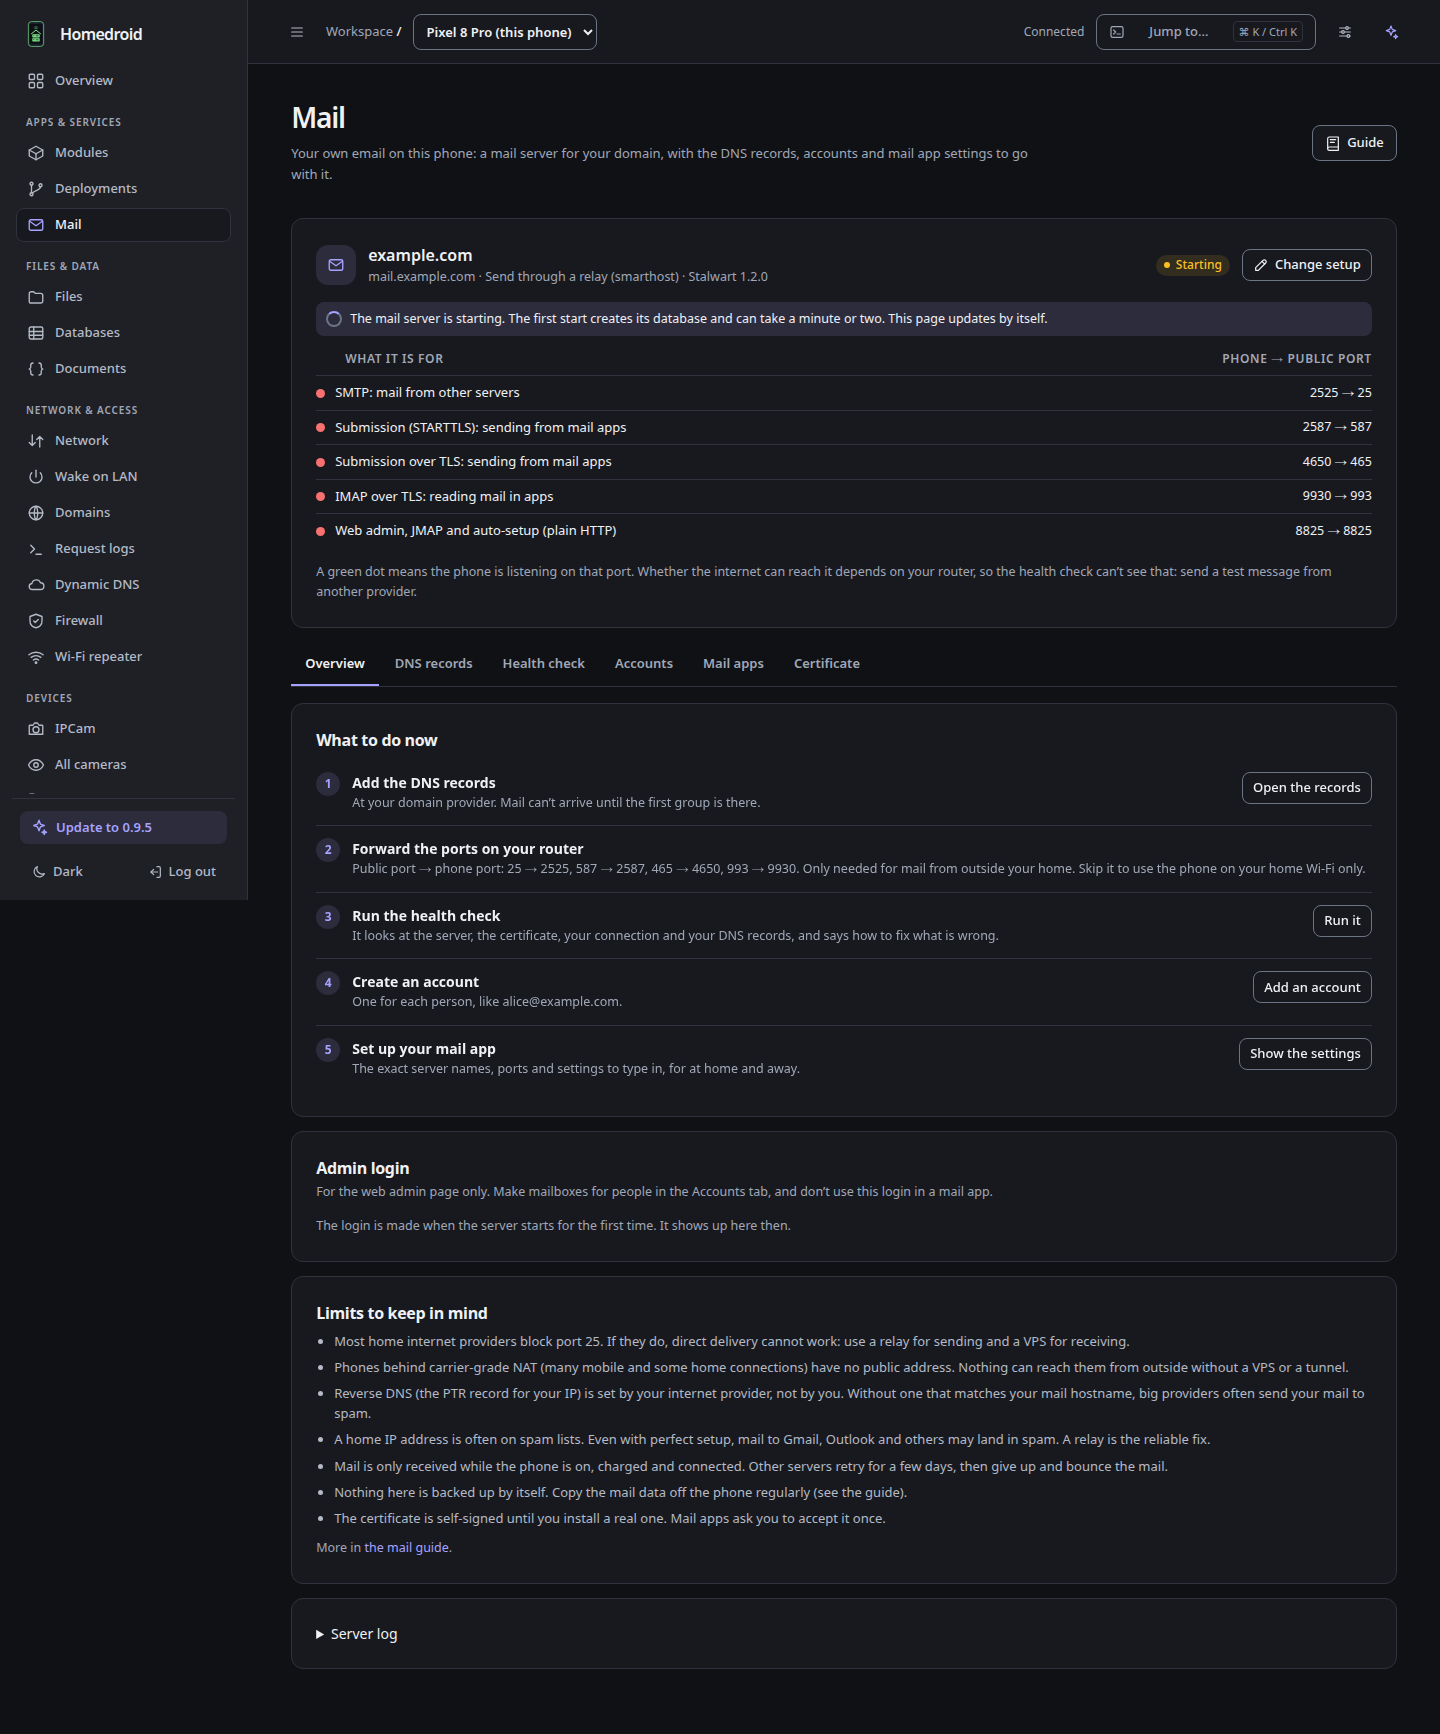 Homedroid
Overview
APPS & SERVICES
Modules
Deployments
Mail
FILES & DATA
Files
Databases
Documents
NETWORK & ACCESS
Network
Wake on LAN
Domains
Request logs
Dynamic DNS
Firewall
Wi-Fi repeater
DEVICES
IPCam
All cameras
Update to 0.9.5
Dark
Log out
Workspace /
Pixel 8 Pro (this phone)
Connected
Jump to...
⌘ K / Ctrl K
Mail
Your own email on this phone: a mail server for your domain, with the DNS records, accounts and mail app settings to go
with it.
Guide
example.com
mail.example.com · Send through a relay (smarthost) · Stalwart 1.2.0
Starting
Change setup
The mail server is starting. The first start creates its database and can take a minute or two. This page updates by itself.
WHAT IT IS FOR
PHONE → PUBLIC PORT
SMTP: mail from other servers
2525 → 25
Submission (STARTTLS): sending from mail apps
2587 → 587
Submission over TLS: sending from mail apps
4650 → 465
IMAP over TLS: reading mail in apps
9930 → 993
Web admin, JMAP and auto-setup (plain HTTP)
8825 → 8825
A green dot means the phone is listening on that port. Whether the internet can reach it depends on your router, so the health check can’t see that: send a test message from
another provider.
Overview
DNS records
Health check
Accounts
Mail apps
Certificate
What to do now
1
Add the DNS records
At your domain provider. Mail can’t arrive until the first group is there.
Open the records
2
Forward the ports on your router
Public port → phone port: 25 → 2525, 587 → 2587, 465 → 4650, 993 → 9930. Only needed for mail from outside your home. Skip it to use the phone on your home Wi-Fi only.
3
Run the health check
It looks at the server, the certificate, your connection and your DNS records, and says how to fix what is wrong.
Run it
4
Create an account
One for each person, like alice@example.com.
Add an account
5
Set up your mail app
The exact server names, ports and settings to type in, for at home and away.
Show the settings
Admin login
For the web admin page only. Make mailboxes for people in the Accounts tab, and don’t use this login in a mail app.
The login is made when the server starts for the first time. It shows up here then.
Limits to keep in mind
• Most home internet providers block port 25. If they do, direct delivery cannot work: use a relay for sending and a VPS for receiving.
• Phones behind carrier-grade NAT (many mobile and some home connections) have no public address. Nothing can reach them from outside without a VPS or a tunnel.
• Reverse DNS (the PTR record for your IP) is set by your internet provider, not by you. Without one that matches your mail hostname, big providers often send your mail to
spam.
• A home IP address is often on spam lists. Even with perfect setup, mail to Gmail, Outlook and others may land in spam. A relay is the reliable fix.
• Mail is only received while the phone is on, charged and connected. Other servers retry for a few days, then give up and bounce the mail.
• Nothing here is backed up by itself. Copy the mail data off the phone regularly (see the guide).
• The certificate is self-signed until you install a real one. Mail apps ask you to accept it once.
More in the mail guide.
Server log